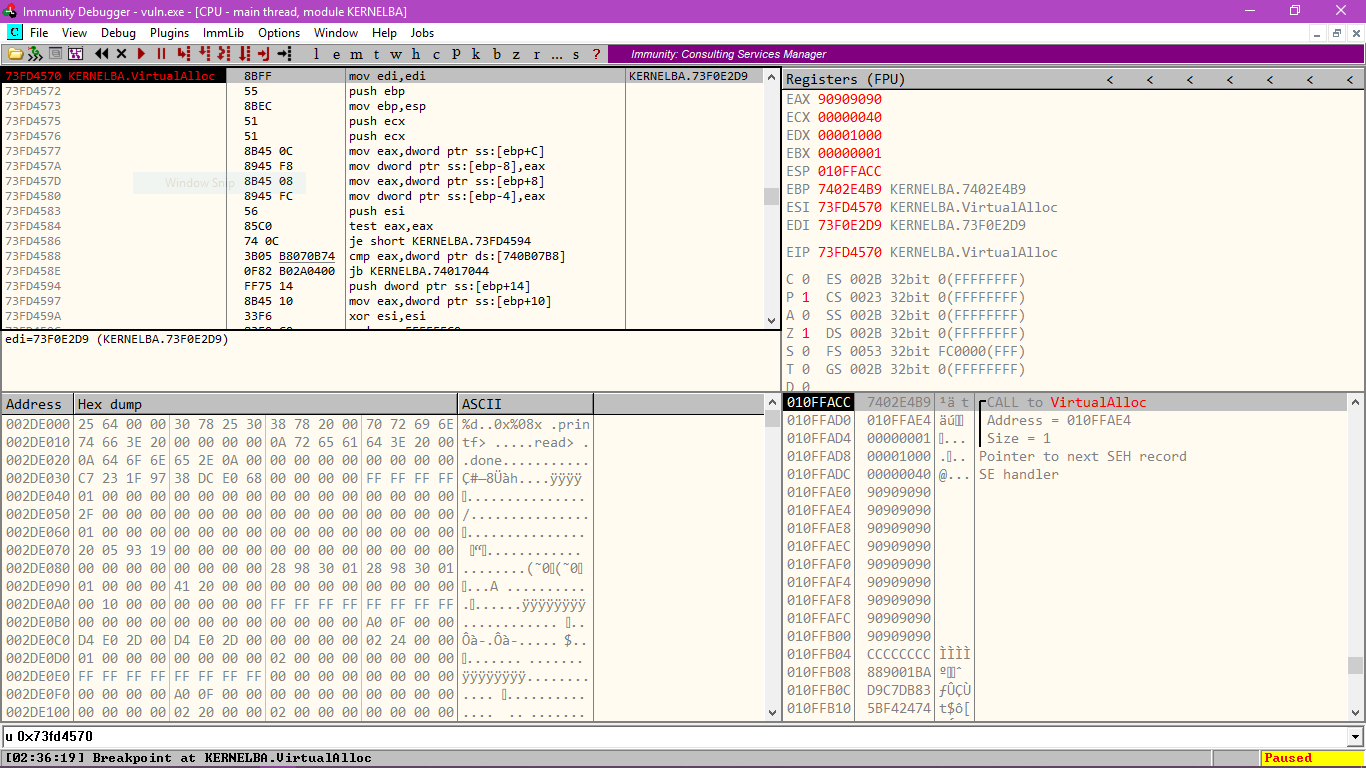 Immunity Debugger - vuln.exe - [CPU - main thread, module KERNELBA]
C File View Debug Plugins ImmLib Options Window Help Jobs
l e m t w h c P k b z r ... s ? Immunity: Consulting Services Manager
73FD4570 KERNELBA.VirtualAlloc 8BFF mov edi,edi KERNELBA.73F0E2D9
73FD4572 55 push ebp
73FD4573 8BEC mov ebp,esp
73FD4575 51 push ecx
73FD4576 51 push ecx
73FD4577 8B45 0C mov eax,dword ptr ss:[ebp+C]
73FD457A 8945 F8 mov dword ptr ss:[ebp-8],eax
73FD457D 8B45 08 mov eax,dword ptr ss:[ebp+8]
Window Snip
73FD4580 8945 FC mov dword ptr ss:[ebp-4],eax
73FD4583 56 push esi
73FD4584 85C0 test eax,eax
73FD4586 74 0C je short KERNELBA.73FD4594
73FD4588 3B05 B8070B74 cmp eax,dword ptr ds:[740B07B8]
73FD458E 0F82 B02A0400 jb KERNELBA.74017044
73FD4594 FF75 14 push dword ptr ss:[ebp+14]
73FD4597 8B45 10 mov eax,dword ptr ss:[ebp+10]
73FD459A 33F6 xor esi,esi
edi=73F0E2D9 (KERNELBA.73F0E2D9)
Registers (FPU) < < < < < < <
EAX 90909090
ECX 00000040
EDX 00001000
EBX 00000001
ESP 010FFACC
EBP 7402E4B9 KERNELBA.7402E4B9
ESI 73FD4570 KERNELBA.VirtualAlloc
EDI 73F0E2D9 KERNELBA.73F0E2D9
EIP 73FD4570 KERNELBA.VirtualAlloc
C 0 ES 002B 32bit 0(FFFFFFFF)
P 1 CS 0023 32bit 0(FFFFFFFF)
A 0 SS 002B 32bit 0(FFFFFFFF)
Z 1 DS 002B 32bit 0(FFFFFFFF)
S 0 FS 0053 32bit FC0000(FFF)
T 0 GS 002B 32bit 0(FFFFFFFF)
D 0
Address Hex dump ASCII
002DE000 25 64 00 00 30 78 25 30 38 78 20 00 70 72 69 6E %d..0x%08x .prin
002DE010 74 66 3E 20 00 00 00 00 0A 72 65 61 64 3E 20 00 tf> .....read> .
002DE020 0A 64 6F 6E 65 2E 0A 00 00 00 00 00 00 00 00 00 .done...........
002DE030 C7 23 1F 97 38 DC E0 68 00 00 00 00 FF FF FF FF Ç#—8Üàh....ÿÿÿÿ
002DE040 01 00 00 00 00 00 00 00 00 00 00 00 00 00 00 00 ...............
002DE050 2F 00 00 00 00 00 00 00 00 00 00 00 00 00 00 00 /...............
002DE060 01 00 00 00 00 00 00 00 00 00 00 00 00 00 00 00 ...............
002DE070 20 05 93 19 00 00 00 00 00 00 00 00 00 00 00 00 “............
002DE080 00 00 00 00 00 00 00 00 28 98 30 01 28 98 30 01 ........(˜0(˜0
002DE090 01 00 00 00 41 20 00 00 00 00 00 00 00 00 00 00 ...A ..........
002DE0A0 00 10 00 00 00 00 00 00 FF FF FF FF FF FF FF FF .......ÿÿÿÿÿÿÿÿ
002DE0B0 00 00 00 00 00 00 00 00 00 00 00 00 A0 0F 00 00 ............ ..
002DE0C0 D4 E0 2D 00 D4 E0 2D 00 00 00 00 00 02 24 00 00 Ôà-.Ôà-..... $..
002DE0D0 01 00 00 00 00 00 00 00 02 00 00 00 00 00 00 00 ....... .......
002DE0E0 FF FF FF FF FF FF FF FF 00 00 00 00 00 00 00 00 ÿÿÿÿÿÿÿÿ........
002DE0F0 00 00 00 00 A0 0F 00 00 00 00 00 00 00 00 00 00 .... ..........
002DE100 00 00 00 00 02 20 00 00 02 00 00 00 00 00 00 00 .... .. .......
010FFACC 7402E4B9 ¹ät CALL to VirtualAlloc
010FFAD0 010FFAE4 äú Address = 010FFAE4
010FFAD4 00000001 ... Size = 1
010FFAD8 00001000 .. Pointer to next SEH record
010FFADC 00000040 @... SE handler
010FFAE0 90909090
010FFAE4 90909090
010FFAE8 90909090
010FFAEC 90909090
010FFAF0 90909090
010FFAF4 90909090
010FFAF8 90909090
010FFAFC 90909090
010FFB00 90909090
010FFB04 CCCCCCCC ÌÌÌÌ
010FFB08 889001BA ºˆ
010FFB0C D9C7DB83 ƒÛÇÙ
010FFB10 5BF42474 t$ô[
u 0x73fd4570
[02:36:19] Breakpoint at KERNELBA.VirtualAlloc Paused